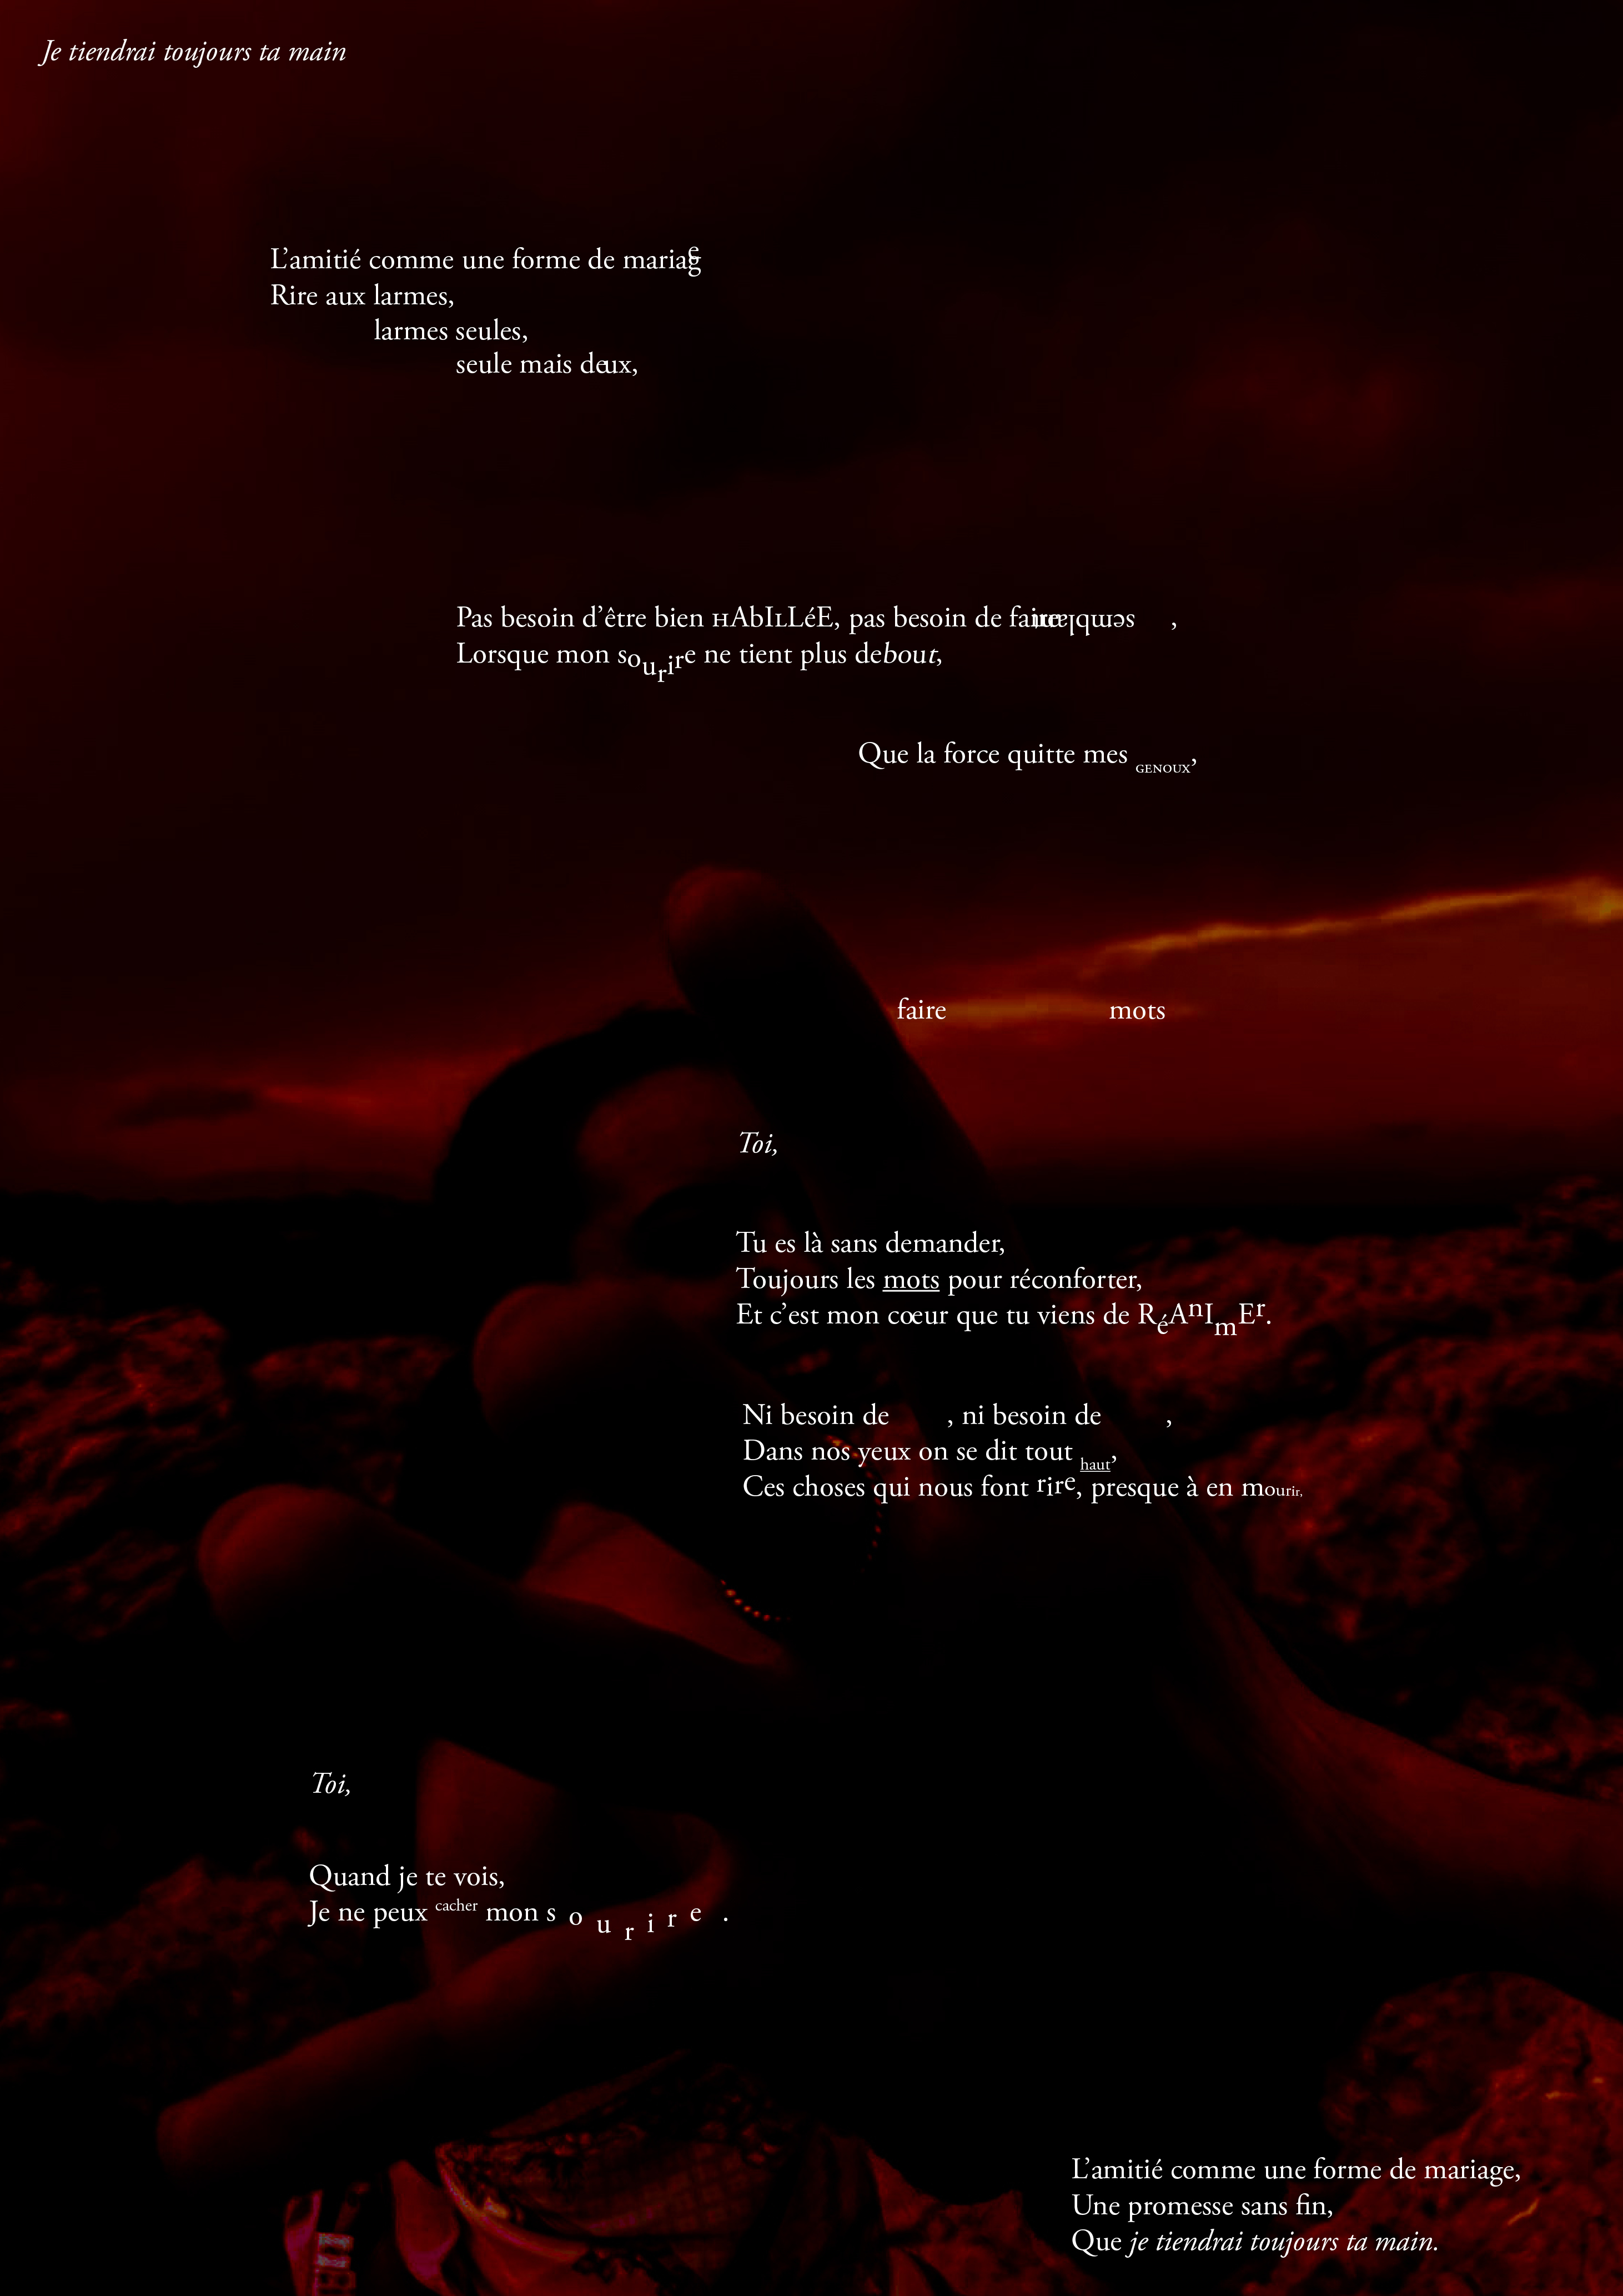 Je tiendrai toujours ta main
L’amitié comme une forme de mariage
Rire aux larmes,
larmes seules,
seule mais deux,
Pas besoin d’être bien HAbILLéE, pas besoin de faire semblant,
Lorsque mon sourire ne tient plus debout,
Que la force quitte mes GENOUX,
faire mots
Toi,
Tu es là sans demander,
Toujours les mots pour réconforter,
Et c’est mon cœur que tu viens de RéAnImEr.
Ni besoin de , ni besoin de ,
Dans nos yeux on se dit tout haut,
Ces choses qui nous font rire, presque à en mourir,
Toi,
Quand je te vois,
Je ne peux cacher mon s o u r i r e .
L’amitié comme une forme de mariage,
Une promesse sans fin,
Que je tiendrai toujours ta main.